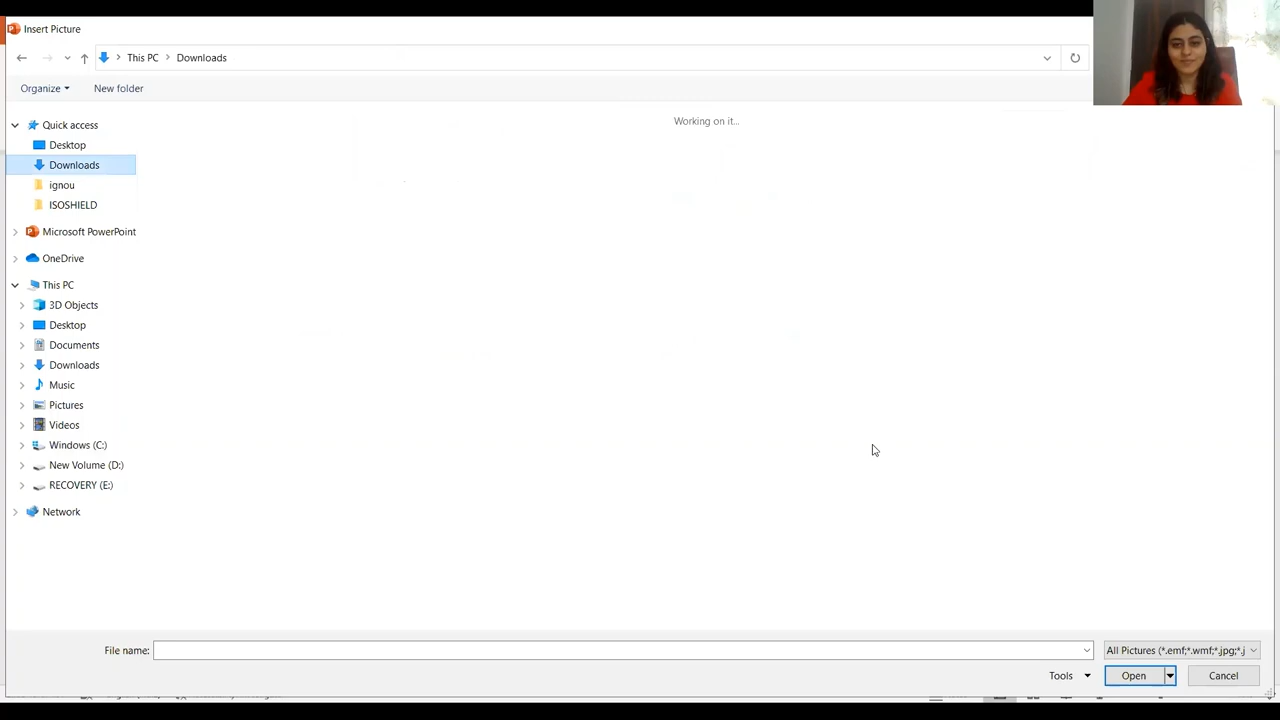 Insert Picture
This PC
Downloads
Organize
New folder
Quick access
Working on it...
Desktop
Downloads
ignou
ISOSHIELD
Microsoft PowerPoint
OneDrive
This PC
3D Objects
Desktop
Documents
Downloads
Music
Pictures
Videos
Windows (C:)
New Volume (D:)
RECOVERY (E:)
Network
File name:
All Pictures (*.emf;*.wmf;*.jpg;*.j
Tools
Open
Cancel